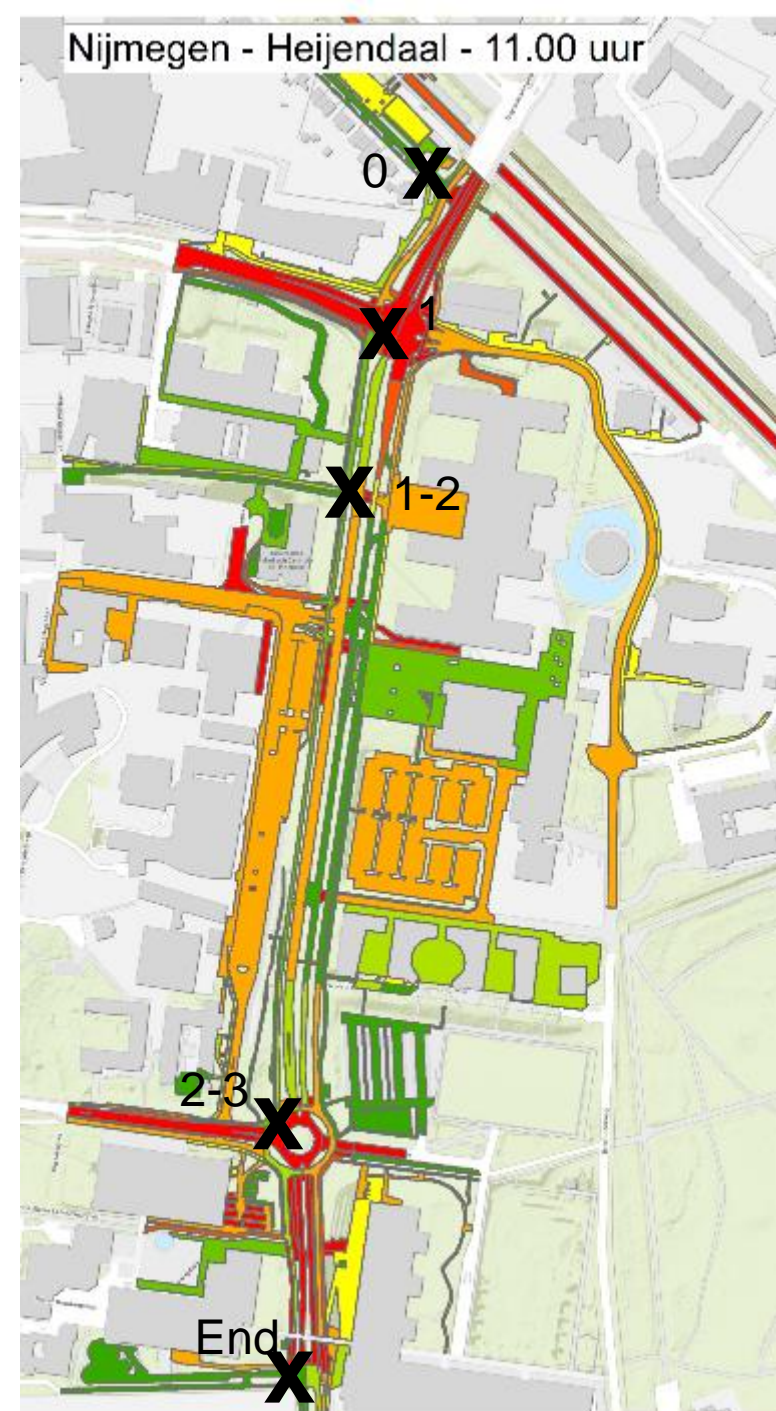 Nijmegen - Heijendaal - 11.00 uur
0 X
X 1
X 1-2
2-3 X
End X